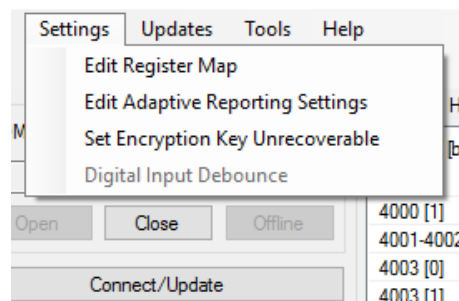 Settings Updates Tools Help
Edit Register Map
Edit Adaptive Reporting Settings
Set Encryption Key Unrecoverable
Digital Input Debounce
Open Close Offline
Connect/Update
4000 [1]
4001-4002
4003 [0]
4003 [1]